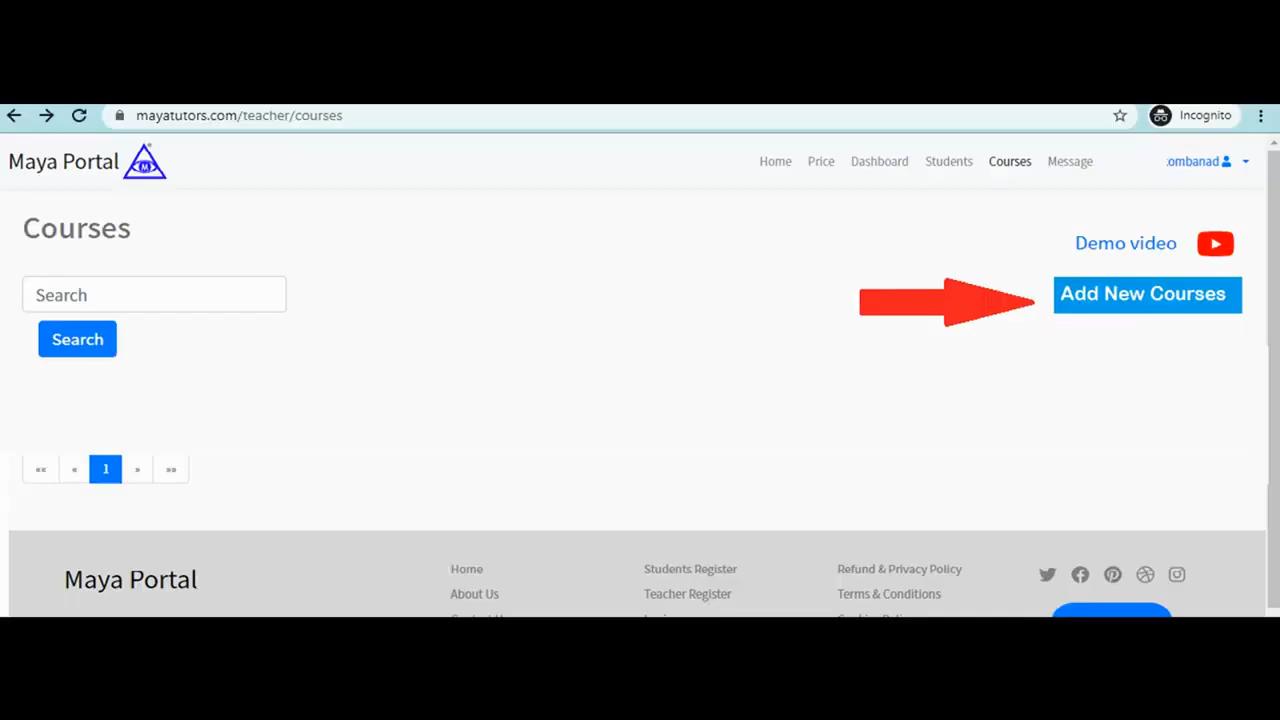 mayatutors.com/teacher/courses
Incognito
Maya Portal
M
Home Price Dashboard Students Courses Message
ombanad
Courses
Demo video
Search
Add New Courses
Search
«« « 1 » »»
Maya Portal
Home
About Us
Students Register
Teacher Register
Refund & Privacy Policy
Terms & Conditions